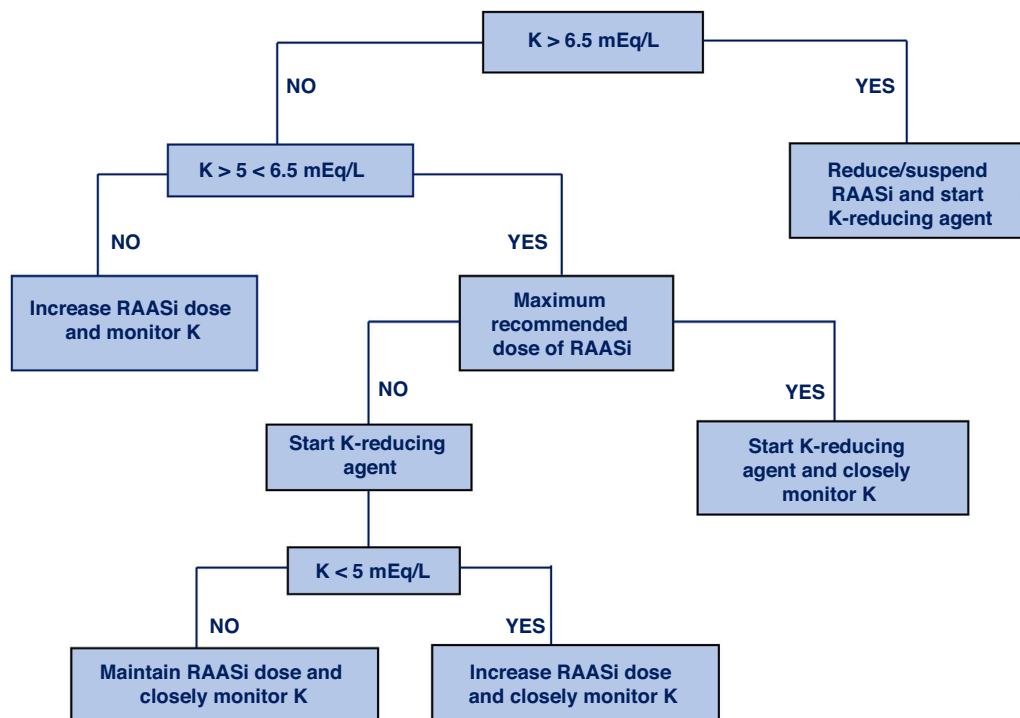 K > 6.5 mEq/L
NO
YES
K > 5 < 6.5 mEq/L
Reduce/suspend
RAASi and start
K-reducing agent
NO
YES
Increase RAASi dose
and monitor K
Maximum
recommended
dose of RAASi
NO
YES
Start K-reducing
agent
Start K-reducing
agent and closely
monitor K
K < 5 mEq/L
NO
YES
Maintain RAASi dose and
closely monitor K
Increase RAASi dose
and closely monitor K